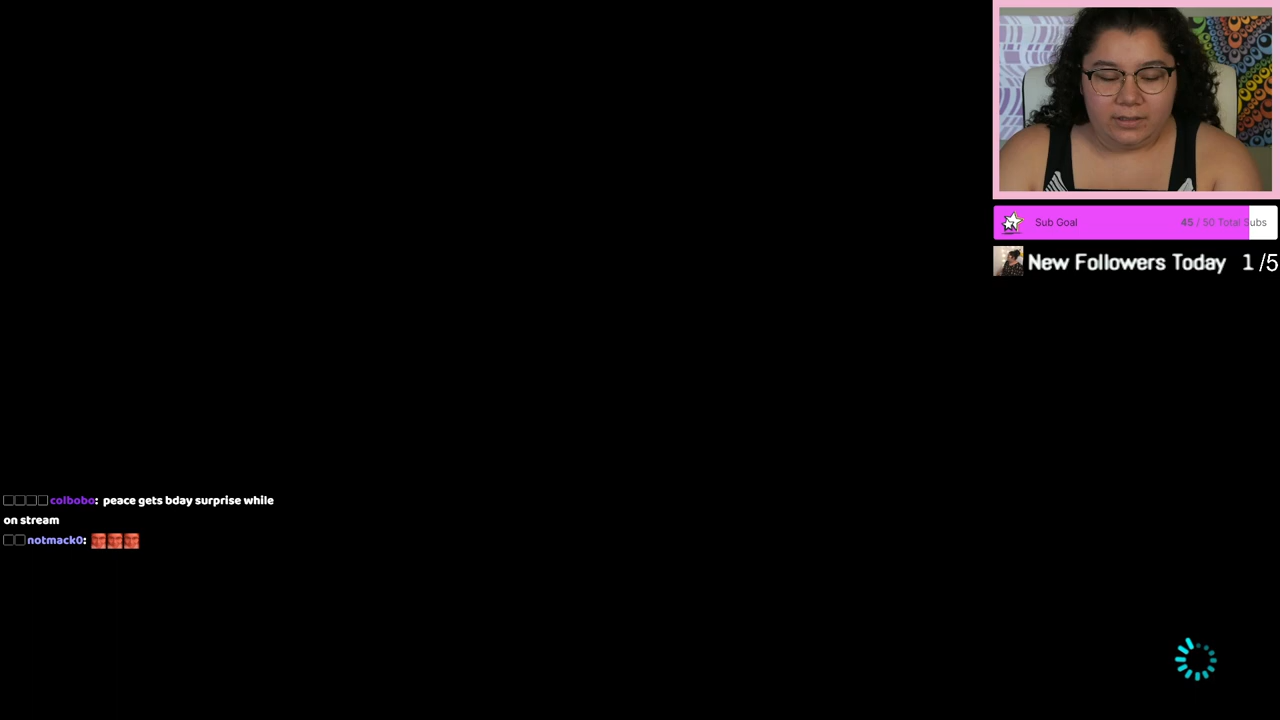 Sub Goal 45 / 50 Total Subs
New Followers Today 1 /5
colbobo: peace gets bday surprise while
on stream
notmack0: